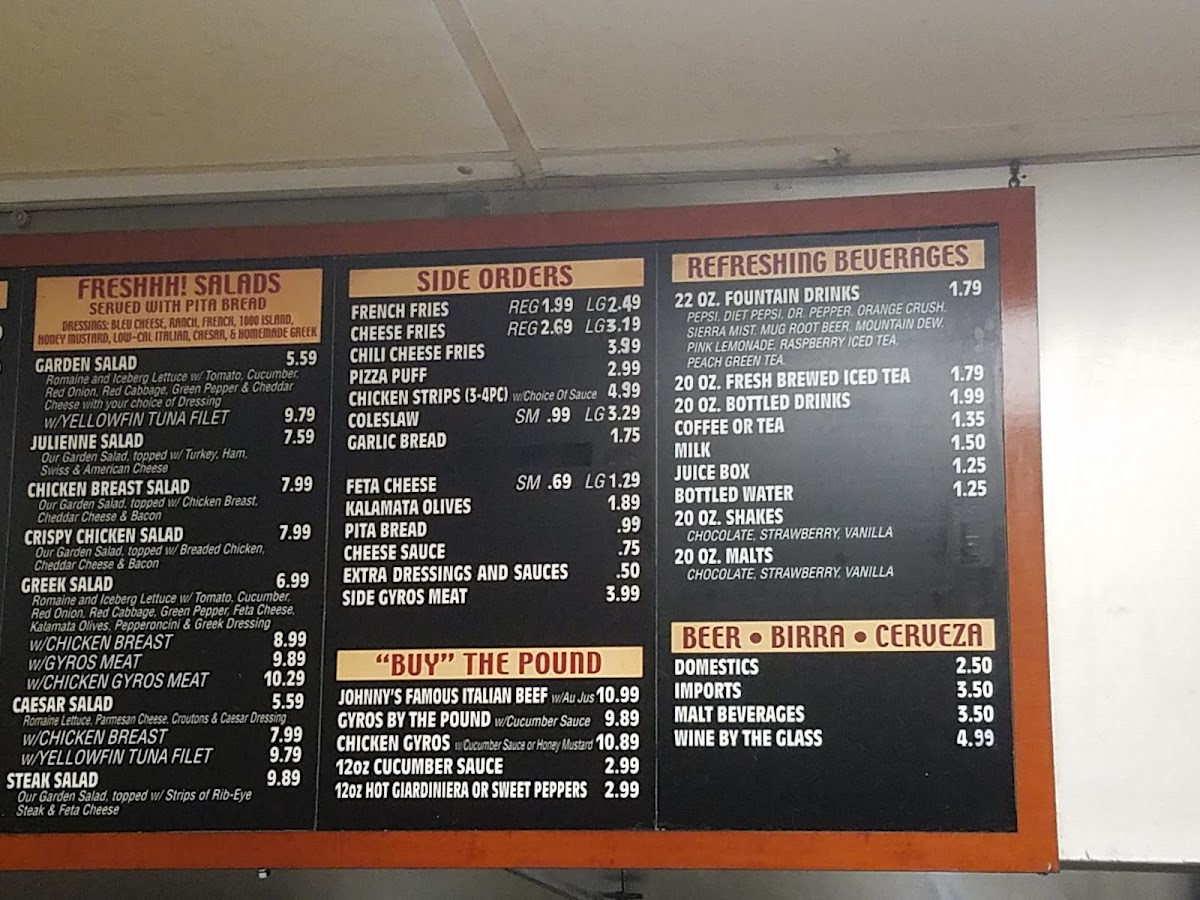 FRESHHH! SALADS
SERVED WITH PITA BREAD
DRESSINGS: BLEU CHEESE, RANCH, FRENCH, 1000 ISLAND,
HONEY MUSTARD, LOW-CAL ITALIAN, CAESAR, & HOMEMADE GREEK
GARDEN SALAD 5.59
Romaine and Iceberg Lettuce w/ Tomato, Cucumber,
Red Onion, Red Cabbage, Green Pepper & Cheddar
Cheese with your choice of Dressing
w/YELLOWFIN TUNA FILET 9.79
JULIENNE SALAD 7.59
Our Garden Salad, topped w/ Turkey, Ham,
Swiss & American Cheese
CHICKEN BREAST SALAD 7.99
Our Garden Salad, topped w/ Chicken Breast,
Cheddar Cheese & Bacon
CRISPY CHICKEN SALAD 7.99
Our Garden Salad, topped w/ Breaded Chicken,
Cheddar Cheese & Bacon
GREEK SALAD 6.99
Romaine and Iceberg Lettuce w/ Tomato, Cucumber,
Red Onion, Red Cabbage, Green Pepper, Feta Cheese,
Kalamata Olives, Pepperoncini & Greek Dressing
w/CHICKEN BREAST 8.99
w/GYROS MEAT 9.89
w/CHICKEN GYROS MEAT 10.29
CAESAR SALAD 5.59
Romaine Lettuce, Parmesan Cheese, Croutons & Caesar Dressing
w/CHICKEN BREAST 7.99
w/YELLOWFIN TUNA FILET 9.79
STEAK SALAD 9.89
Our Garden Salad, topped w/ Strips of Rib-Eye
Steak & Feta Cheese
SIDE ORDERS
FRENCH FRIES REG 1.99 LG 2.49
CHEESE FRIES REG 2.69 LG 3.19
CHILI CHEESE FRIES 3.99
PIZZA PUFF 2.99
CHICKEN STRIPS (3-4PC) w/Choice Of Sauce 4.99
COLESLAW SM .99 LG 3.29
GARLIC BREAD 1.75
FETA CHEESE SM .69 LG 1.29
KALAMATA OLIVES 1.89
PITA BREAD .99
CHEESE SAUCE .75
EXTRA DRESSINGS AND SAUCES .50
SIDE GYROS MEAT 3.99
"BUY" THE POUND
JOHNNY'S FAMOUS ITALIAN BEEF w/Au Jus 10.99
GYROS BY THE POUND w/Cucumber Sauce 9.89
CHICKEN GYROS w/Cucumber Sauce or Honey Mustard 10.89
12oz CUCUMBER SAUCE 2.99
12oz HOT GIARDINIERA OR SWEET PEPPERS 2.99
REFRESHING BEVERAGES
22 OZ. FOUNTAIN DRINKS 1.79
PEPSI, DIET PEPSI, DR. PEPPER, ORANGE CRUSH,
SIERRA MIST, MUG ROOT BEER, MOUNTAIN DEW,
PINK LEMONADE, RASPBERRY ICED TEA,
PEACH GREEN TEA.
20 OZ. FRESH BREWED ICED TEA 1.79
20 OZ. BOTTLED DRINKS 1.99
COFFEE OR TEA 1.35
MILK 1.50
JUICE BOX 1.25
BOTTLED WATER 1.25
20 OZ. SHAKES
CHOCOLATE, STRAWBERRY, VANILLA
20 OZ. MALTS
CHOCOLATE, STRAWBERRY, VANILLA
BEER • BIRRA • CERVEZA
DOMESTICS 2.50
IMPORTS 3.50
MALT BEVERAGES 3.50
WINE BY THE GLASS 4.99